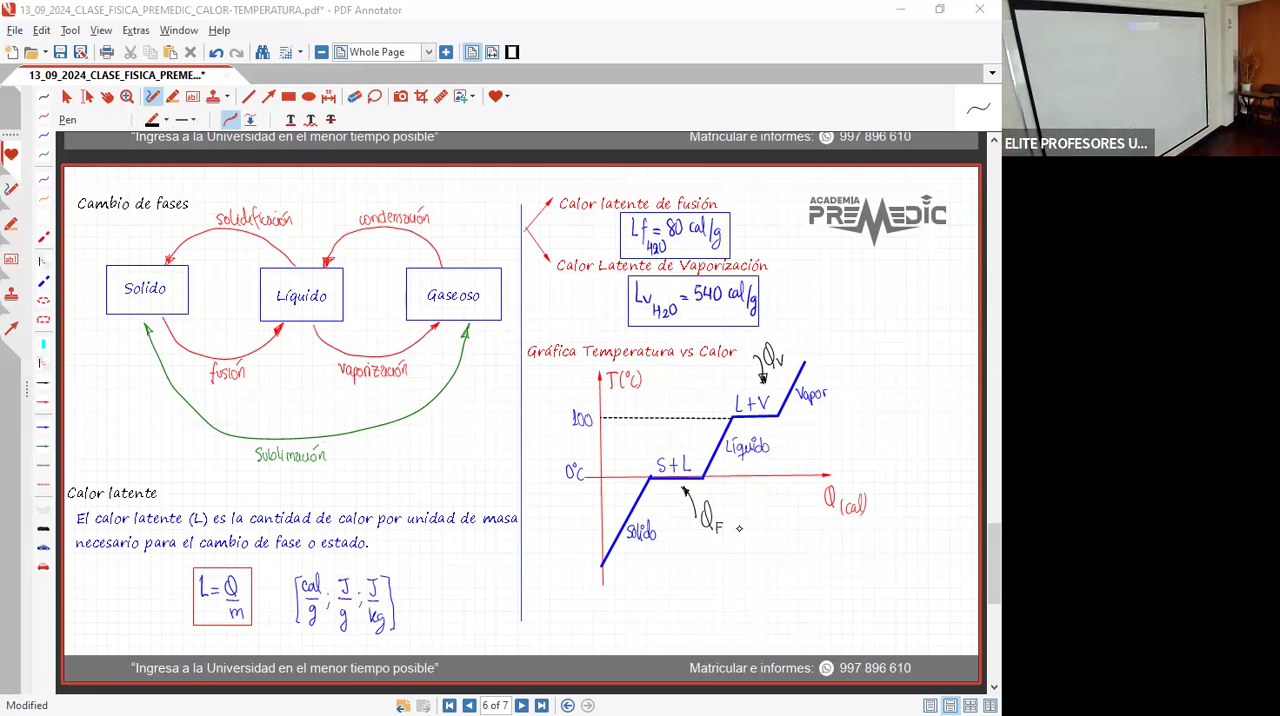 13_09_2024_CLASE_FISICA_PREMEDIC_CALOR-TEMPERATURA.pdf* - PDF Annotator
File Edit Tool View Extras Window Help
Whole Page
13_09_2024_CLASE_FISICA_PREME...*
Pen
"Ingresa a la Universidad en el menor tiempo posible" Matricular e informes: 997 896 610
ELITE PROFESORES U...
Cambio de fases
solidificación
condensación
Solido
Líquido
Gaseoso
fusión
vaporización
Sublimación
Calor latente
El calor latente (L) es la cantidad de calor por unidad de masa
necesario para el cambio de fase o estado.
L = Q/m
[cal/g ; J/g ; J/kg]
Calor latente de fusión
Lf H2O = 80 cal/g
Calor Latente de Vaporización
Lv H2O = 540 cal/g
ACADEMIA
PREMEDIC
Gráfica Temperatura vs Calor
T(°C)
QV
L+V
Vapor
100
Líquido
S+L
0°C
Q(cal)
QF
Solido
"Ingresa a la Universidad en el menor tiempo posible" Matricular e informes: 997 896 610
Modified
6 of 7